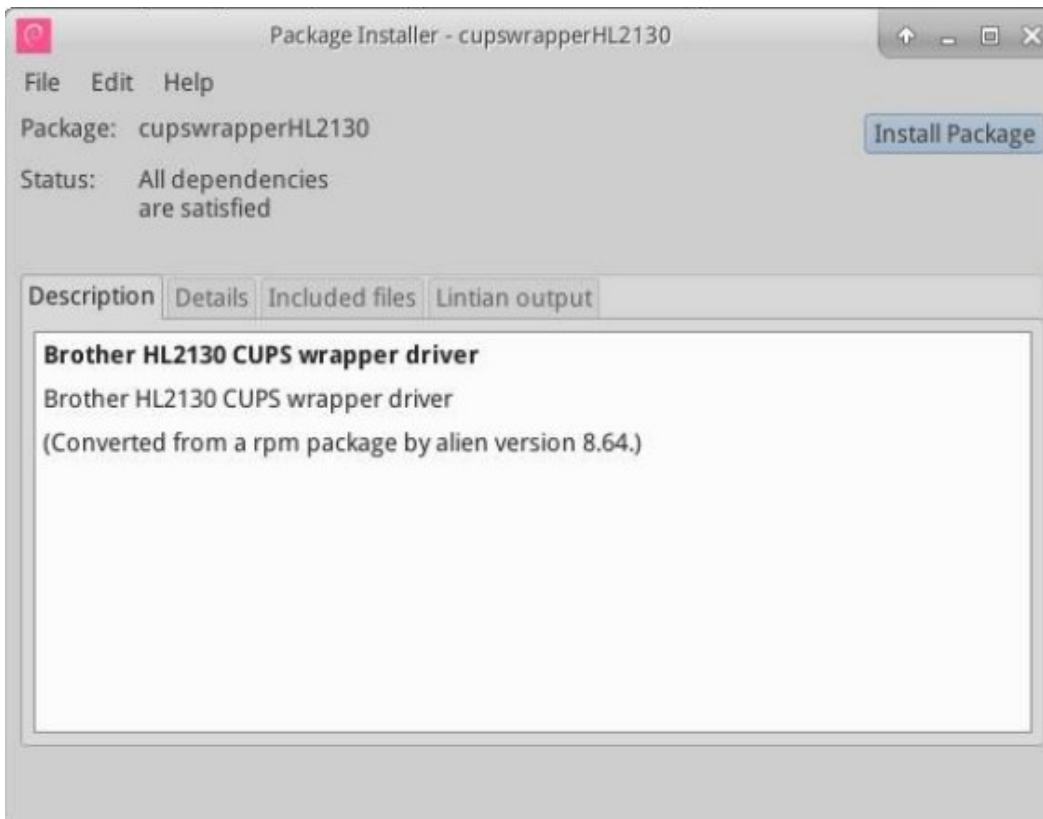 Package Installer - cupswrapperHL2130
File Edit Help
Package: cupswrapperHL2130
Install Package
Status: All dependencies
are satisfied
Description Details Included files Lintian output
Brother HL2130 CUPS wrapper driver
Brother HL2130 CUPS wrapper driver
(Converted from a rpm package by alien version 8.64.)